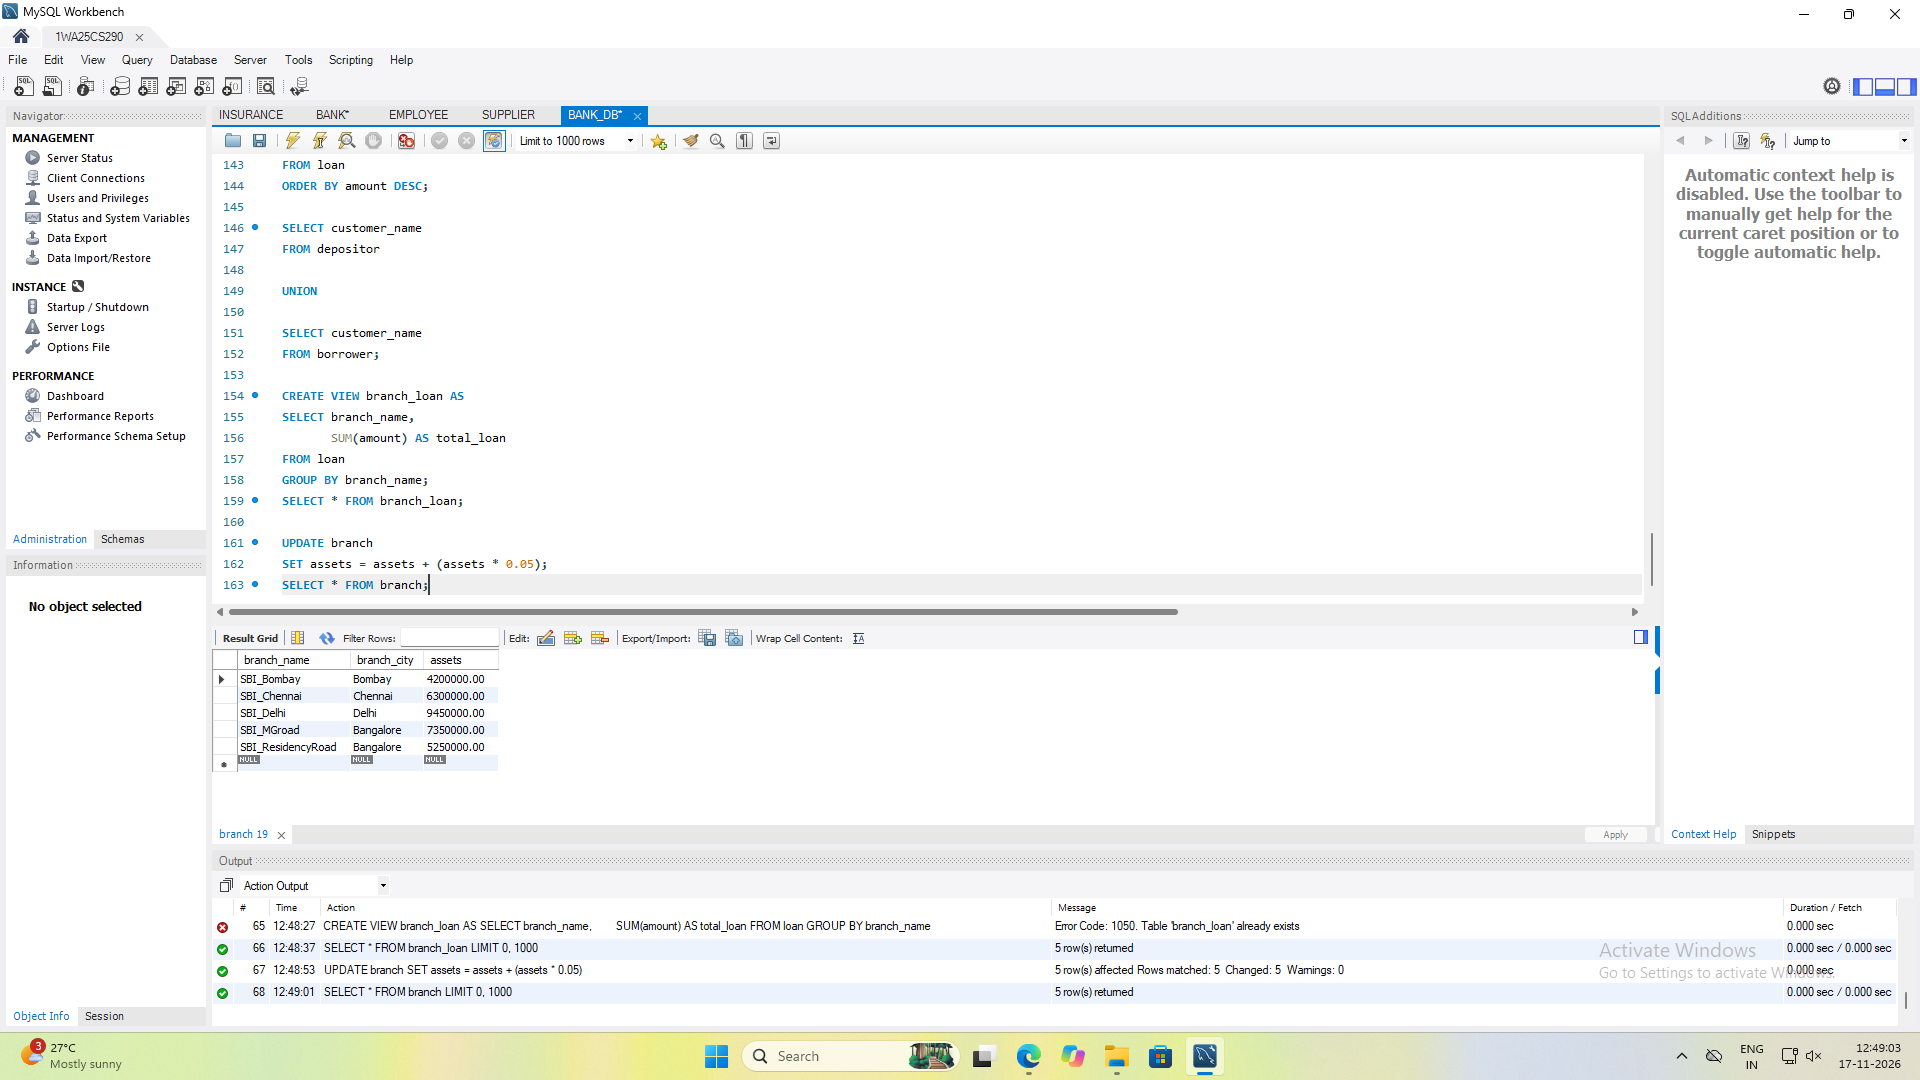 MySQL Workbench
1WA25CS290
File Edit View Query Database Server Tools Scripting Help
Navigator
MANAGEMENT
Server Status
Client Connections
Users and Privileges
Status and System Variables
Data Export
Data Import/Restore
INSTANCE
Startup / Shutdown
Server Logs
Options File
PERFORMANCE
Dashboard
Performance Reports
Performance Schema Setup
Administration Schemas
Information
No object selected
Object Info Session
INSURANCE BANK* EMPLOYEE SUPPLIER BANK_DB*
Limit to 1000 rows
143 FROM loan
144 ORDER BY amount DESC;
145
146 SELECT customer_name
147 FROM depositor
148
149 UNION
150
151 SELECT customer_name
152 FROM borrower;
153
154 CREATE VIEW branch_loan AS
155 SELECT branch_name,
156 SUM(amount) AS total_loan
157 FROM loan
158 GROUP BY branch_name;
159 SELECT * FROM branch_loan;
160
161 UPDATE branch
162 SET assets = assets + (assets * 0.05);
163 SELECT * FROM branch;
Result Grid Filter Rows: Edit: Export/Import: Wrap Cell Content:
branch_name branch_city assets
SBI_Bombay Bombay 4200000.00
SBI_Chennai Chennai 6300000.00
SBI_Delhi Delhi 9450000.00
SBI_MGroad Bangalore 7350000.00
SBI_ResidencyRoad Bangalore 5250000.00
NULL NULL NULL
branch 19
Apply
SQLAdditions
Jump to
Automatic context help is
disabled. Use the toolbar to
manually get help for the
current caret position or to
toggle automatic help.
Context Help Snippets
Output
Action Output
# Time Action Message Duration / Fetch
65 12:48:27 CREATE VIEW branch_loan AS SELECT branch_name, SUM(amount) AS total_loan FROM loan GROUP BY branch_name Error Code: 1050. Table 'branch_loan' already exists 0.000 sec
66 12:48:37 SELECT * FROM branch_loan LIMIT 0, 1000 5 row(s) returned 0.000 sec / 0.000 sec
67 12:48:53 UPDATE branch SET assets = assets + (assets * 0.05) 5 row(s) affected Rows matched: 5 Changed: 5 Warnings: 0 0.000 sec
68 12:49:01 SELECT * FROM branch LIMIT 0, 1000 5 row(s) returned 0.000 sec / 0.000 sec
Activate Windows
Go to Settings to activate Windows.
3
27°C
Mostly sunny
Search
ENG
IN
12:49:03
17-11-2026